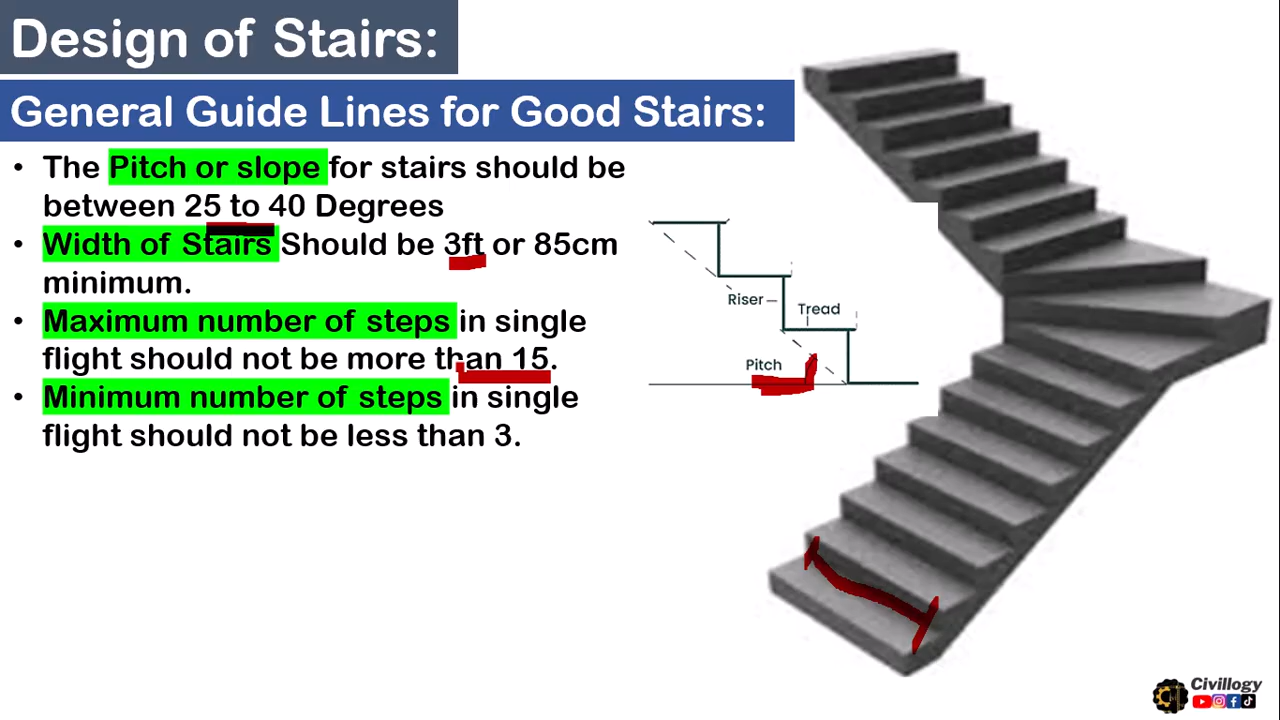 Design of Stairs:
General Guide Lines for Good Stairs:
• The Pitch or slope for stairs should be
between 25 to 40 Degrees
• Width of Stairs Should be 3ft or 85cm
minimum.
• Maximum number of steps in single
flight should not be more than 15.
• Minimum number of steps in single
flight should not be less than 3.
Riser
Tread
Pitch
Civillogy